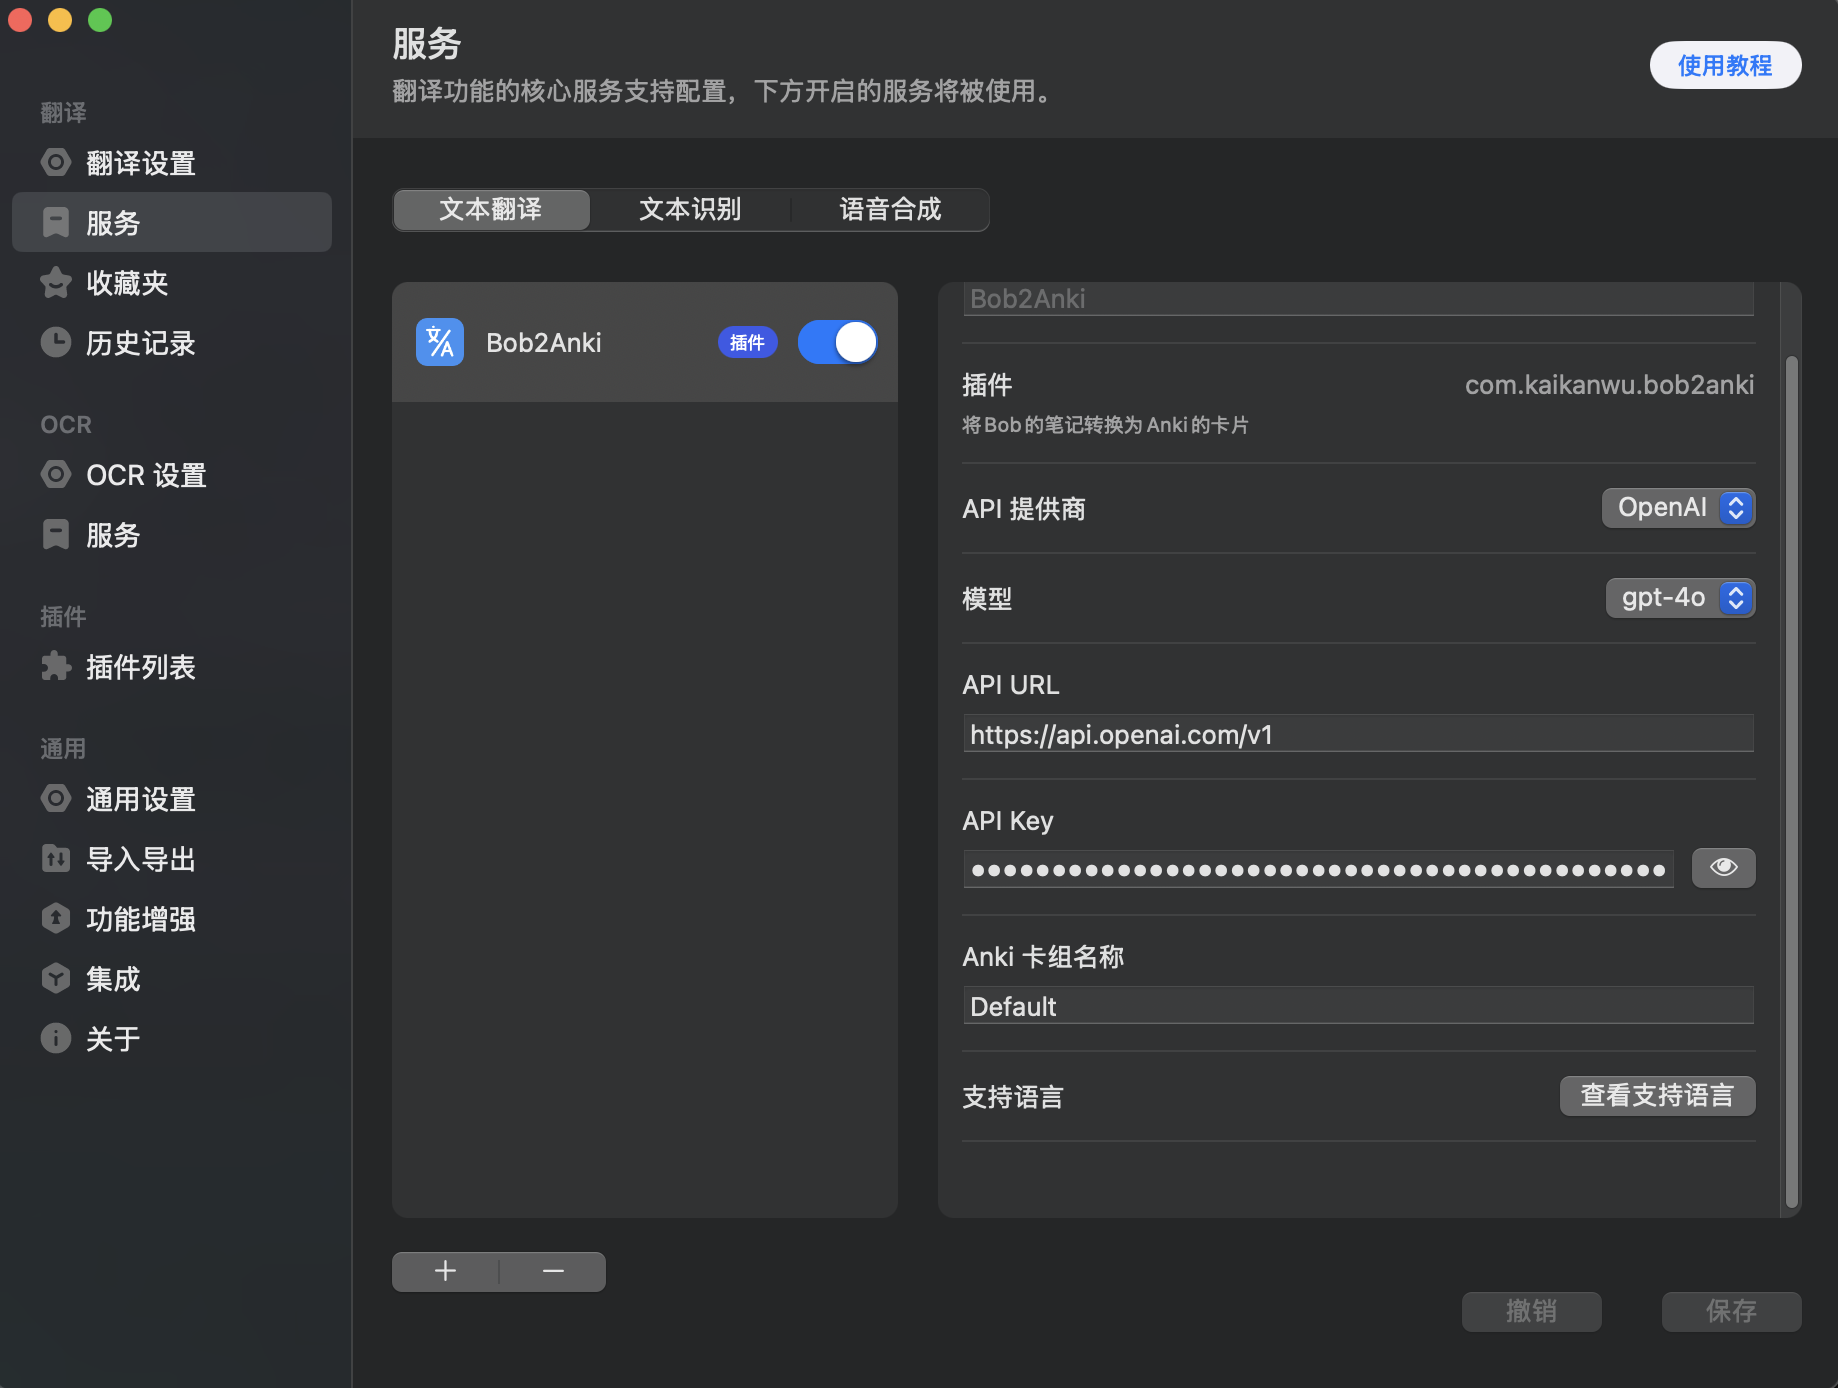 翻译
翻译设置
服务
收藏夹
历史记录
OCR
OCR 设置
服务
插件
插件列表
通用
通用设置
导入导出
功能增强
集成
关于
服务
翻译功能的核心服务支持配置，下方开启的服务将被使用。
使用教程
文本翻译 文本识别 语音合成
Bob2Anki 插件
Bob2Anki
插件 com.kaikanwu.bob2anki
将Bob的笔记转换为Anki的卡片
API 提供商 OpenAI
模型 gpt-4o
API URL
https://api.openai.com/v1
API Key
Anki 卡组名称
Default
支持语言 查看支持语言
撤销 保存